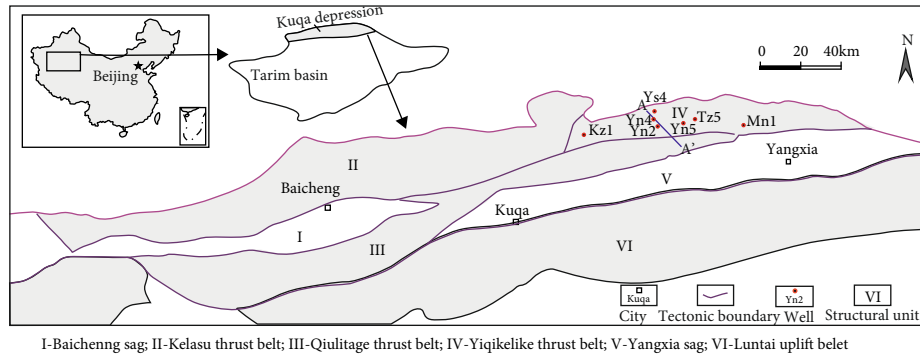 Kuqa depression
Beijing
Tarim basin
0 20 40km
N
A
Ys4
IV
Yn4
Tz5
Kz1
Yn2
Yn5
Mn1
A'
Yangxia
II
Baicheng
V
Kuqa
I
III
VI
Kuqa
Yn2
VI
City
Tectonic boundary
Well
Structural unit
I-Baichenng sag; II-Kelasu thrust belt; III-Qiulitage thrust belt; IV-Yiqikelike thrust belt; V-Yangxia sag; VI-Luntai uplift belet